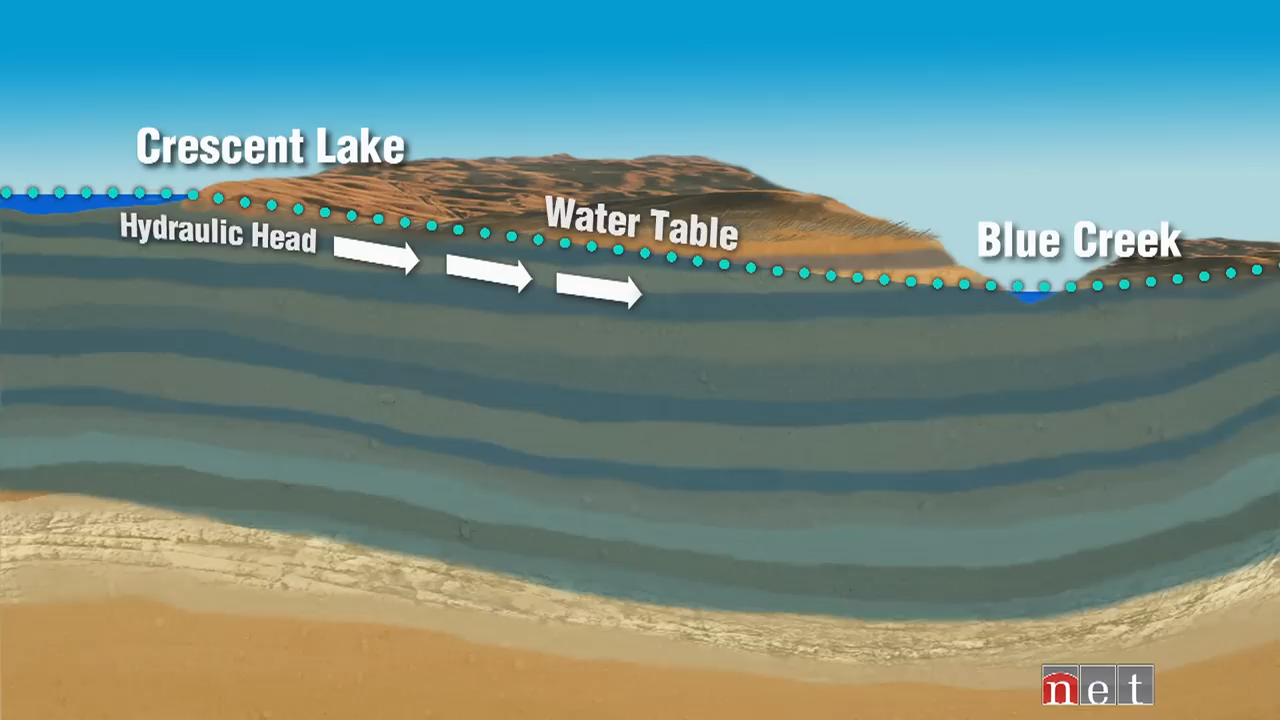 Crescent Lake
Hydraulic Head
Water Table
Blue Creek
net